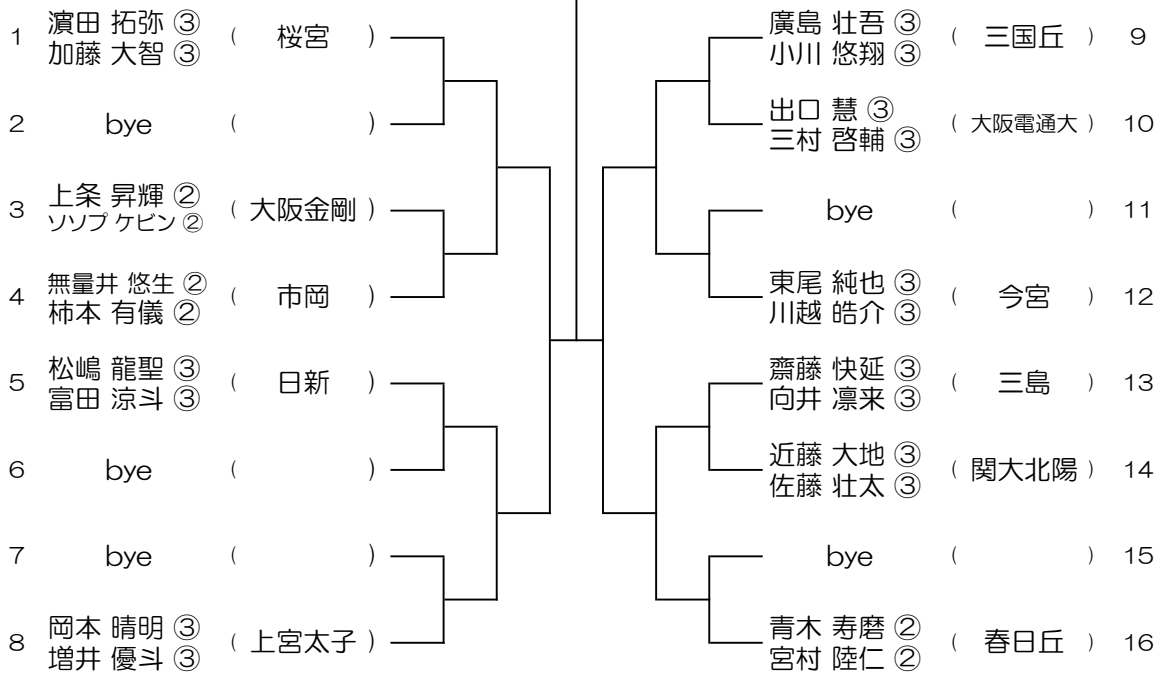 1 濵田 拓弥 ③ ( 桜宮 )
加藤 大智 ③
2 bye ( )
3 上条 昇輝 ② ( 大阪金剛 )
ソソプ ケビン ②
4 無量井 悠生 ② ( 市岡 )
柿本 有儀 ②
5 松嶋 龍聖 ③ ( 日新 )
富田 涼斗 ③
6 bye ( )
7 bye ( )
8 岡本 晴明 ③ ( 上宮太子 )
増井 優斗 ③
廣島 壮吾 ③ ( 三国丘 ) 9
小川 悠翔 ③
出口 慧 ③ ( 大阪電通大 ) 10
三村 啓輔 ③
bye ( ) 11
東尾 純也 ③ ( 今宮 ) 12
川越 皓介 ③
齋藤 快延 ③ ( 三島 ) 13
向井 凛来 ③
近藤 大地 ③ ( 関大北陽 ) 14
佐藤 壮太 ③
bye ( ) 15
青木 寿磨 ② ( 春日丘 ) 16
宮村 陸仁 ②